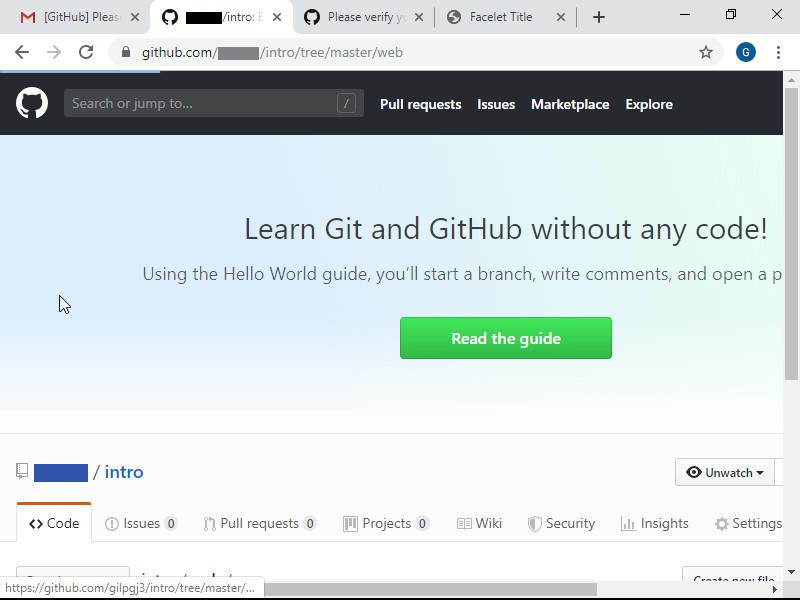 [GitHub] Pleas
/intro: E
Please verify yo
Facelet Title
github.com/ /intro/tree/master/web
G
Search or jump to...
/
Pull requests
Issues
Marketplace
Explore
Learn Git and GitHub without any code!
Using the Hello World guide, you’ll start a branch, write comments, and open a p
Read the guide
/ intro
Unwatch
Code
Issues 0
Pull requests 0
Projects 0
Wiki
Security
Insights
Settings
Create new file
https://github.com/gilpgj3/intro/tree/master/...